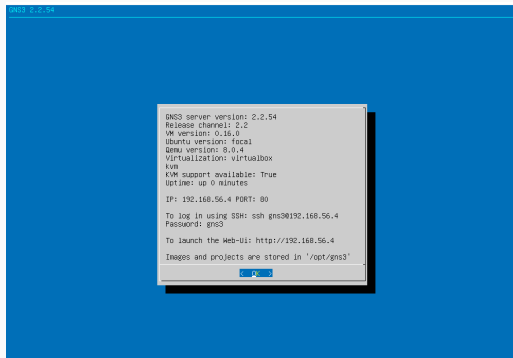 GNS3 2.2.54
GNS3 server version: 2.2.54
Release channel: 2.2
VM version: 0.16.0
Ubuntu version: focal
Qemu version: 8.0.4
Virtualization: virtualbox
kvm
KVM support available: True
Uptime: up 0 minutes
IP: 192.168.56.4 PORT: 80
To log in using SSH: ssh gns3@192.168.56.4
Password: gns3
To launch the Web-Ui: http://192.168.56.4
Images and projects are stored in '/opt/gns3'
< OK >